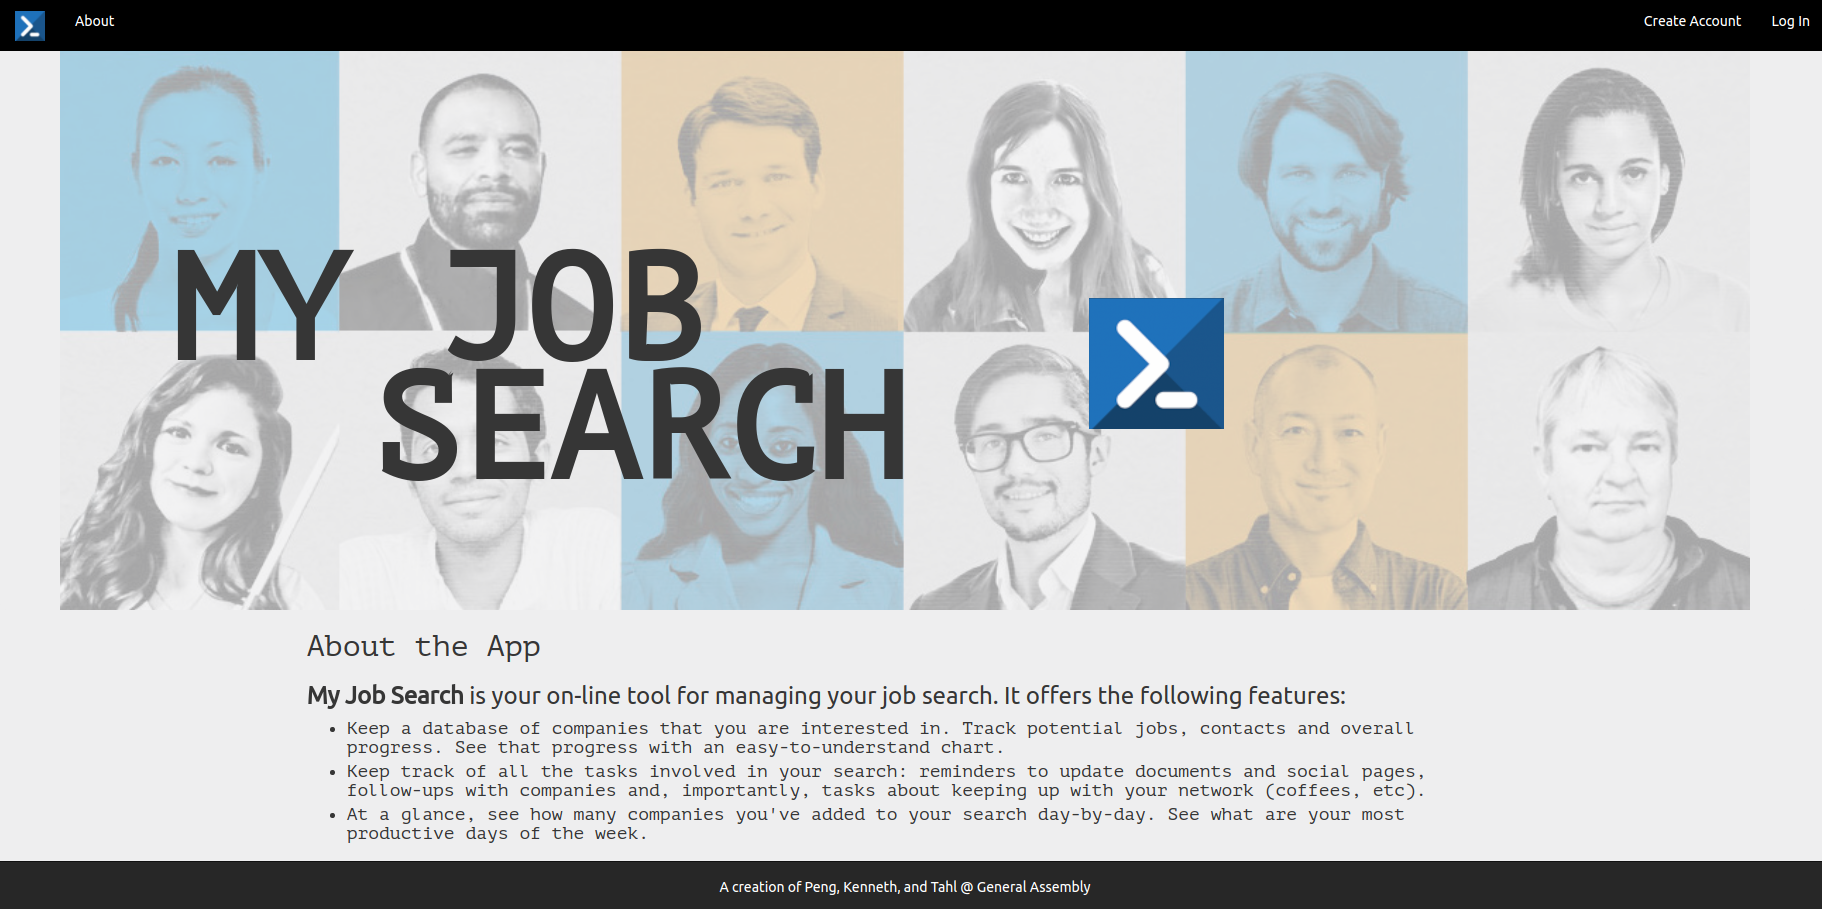 About
Create Account
Log In
MY JOB
SEARCH
About the App
My Job Search is your on-line tool for managing your job search. It offers the following features:
• Keep a database of companies that you are interested in. Track potential jobs, contacts and overall
progress. See that progress with an easy-to-understand chart.
• Keep track of all the tasks involved in your search: reminders to update documents and social pages,
follow-ups with companies and, importantly, tasks about keeping up with your network (coffees, etc).
• At a glance, see how many companies you've added to your search day-by-day. See what are your most
productive days of the week.
A creation of Peng, Kenneth, and Tahl @ General Assembly